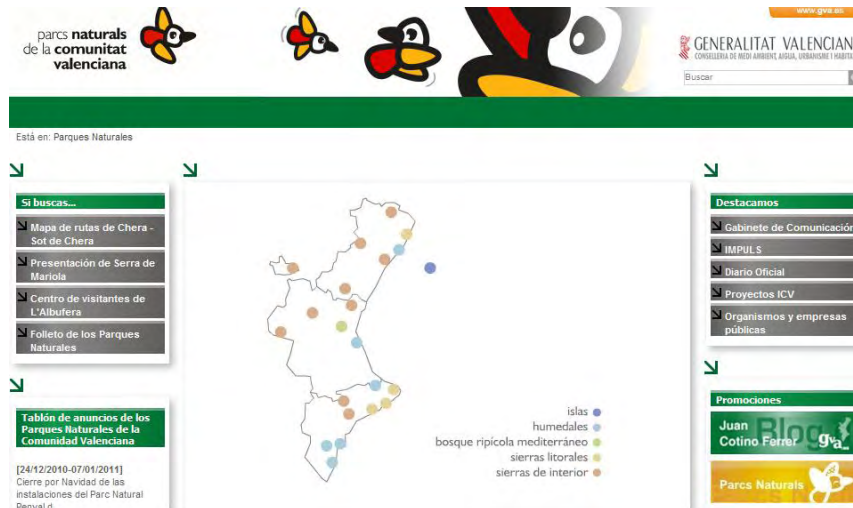 parcs naturals
de la comunitat
valenciana
www.gva.es
GENERALITAT VALENCIAN
CONSELLERIA DE MEDI AMBIENT, AIGUA, URBANISME I HABITA
Buscar
Está en: Parques Naturales
Si buscas...
Mapa de rutas de Chera -
Sot de Chera
Presentación de Serra de
Mariola
Centro de visitantes de
L'Albufera
Folleto de los Parques
Naturales
Tablón de anuncios de los
Parques Naturales de la
Comunidad Valenciana
[24/12/2010-07/01/2011]
Cierre por Navidad de las
instalaciones del Parc Natural
Penyal d
islas
humedales
bosque ripícola mediterráneo
sierras litorales
sierras de interior
Destacamos
Gabinete de Comunicación
IMPULS
Diario Oficial
Proyectos ICV
Organismos y empresas
públicas
Promociones
Juan
Cotino Ferrer
Blog
gva
Parcs Naturals